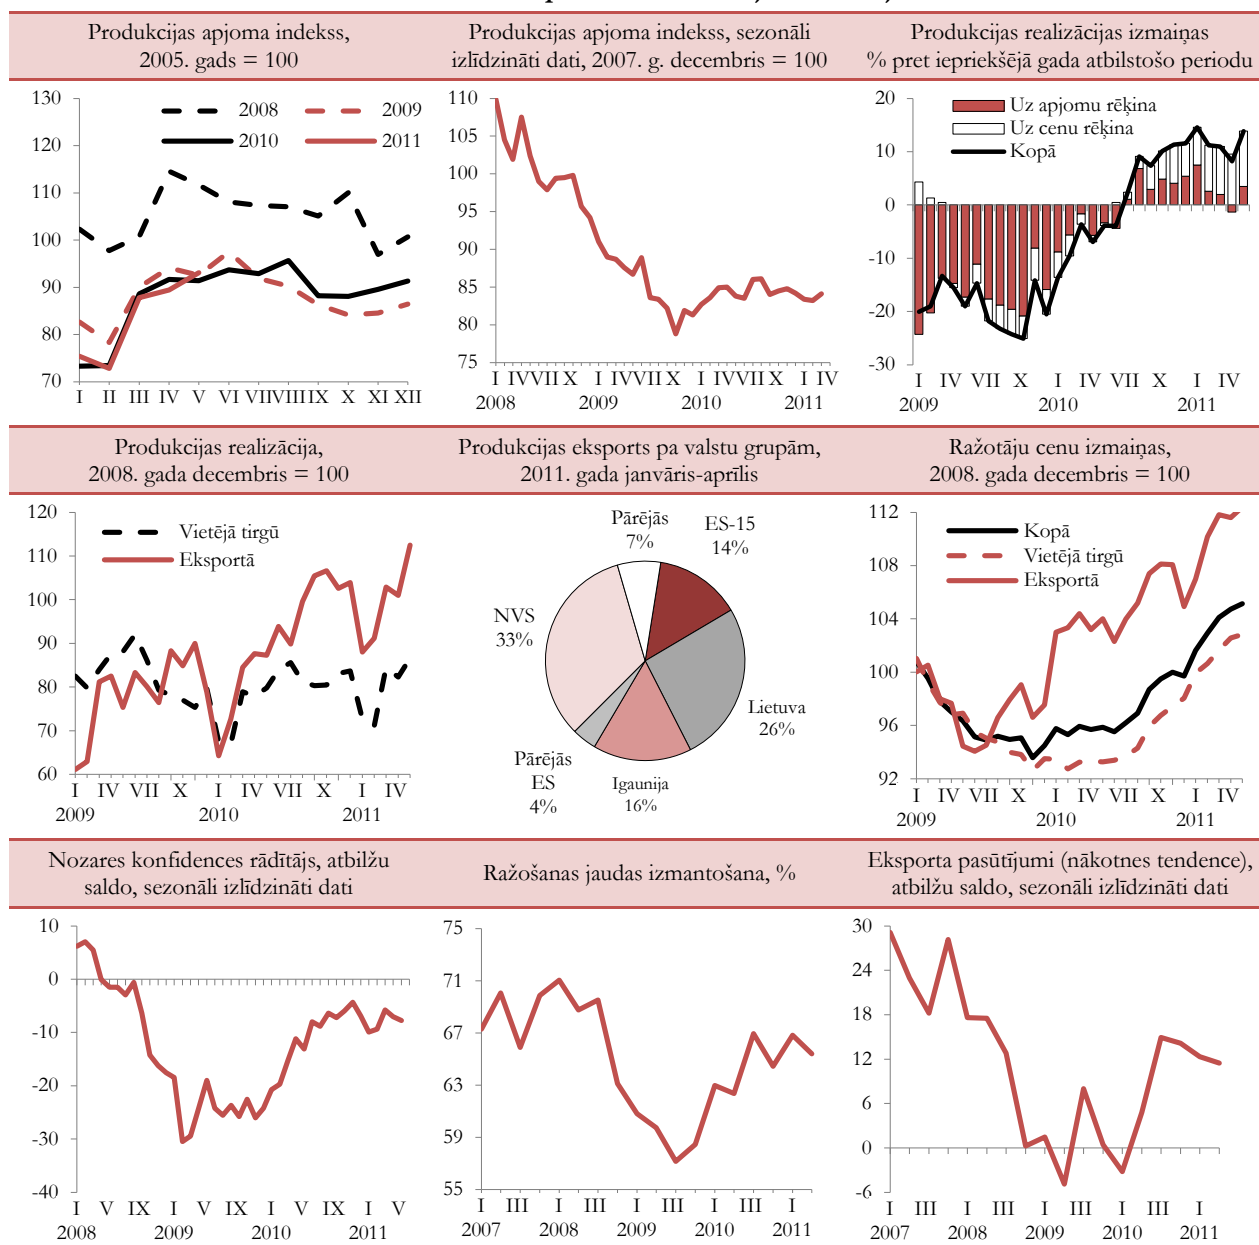 Produkcijas apjoma indekss,
2005. gads = 100
Produkcijas apjoma indekss, sezonāli
izlīdzināti dati, 2007. g. decembris = 100
Produkcijas realizācijas izmaiņas
% pret iepriekšējā gada atbilstošo periodu
130
120
110
100
90
80
70
2008
2009
2010
2011
I II III IV V VI VII VIII IX X XI XII
110
105
100
95
90
85
80
75
I IV VII X I IV VII X I IV VII X I IV
2008 2009 2010 2011
20
10
0
-10
-20
-30
Uz apjomu rēķina
Uz cenu rēķina
Kopā
I IV VII X I IV VII X I IV
2009 2010 2011
Produkcijas realizācija,
2008. gada decembris = 100
Produkcijas eksports pa valstu grupām,
2011. gada janvāris-aprīlis
Ražotāju cenu izmaiņas,
2008. gada decembris = 100
120
110
100
90
80
70
60
Vietējā tirgū
Eksportā
I IV VII X I IV VII X I IV
2009 2010 2011
Pārējās
7%
ES-15
14%
NVS
33%
Lietuva
26%
Pārējās
ES
4%
Igaunija
16%
112
108
104
100
96
92
Kopā
Vietējā tirgū
Eksportā
I IV VII X I IV VII X I IV
2009 2010 2011
Nozares konfidences rādītājs, atbilžu
saldo, sezonāli izlīdzināti dati
Ražošanas jaudas izmantošana, %
Eksporta pasūtījumi (nākotnes tendence),
atbilžu saldo, sezonāli izlīdzināti dati
10
0
-10
-20
-30
-40
I V IX I V IX I V IX I V
2008 2009 2010 2011
75
71
67
63
59
55
I III I III I III I III I
2007 2008 2009 2010 2011
30
24
18
12
6
0
-6
I III I III I III I III I
2007 2008 2009 2010 2011